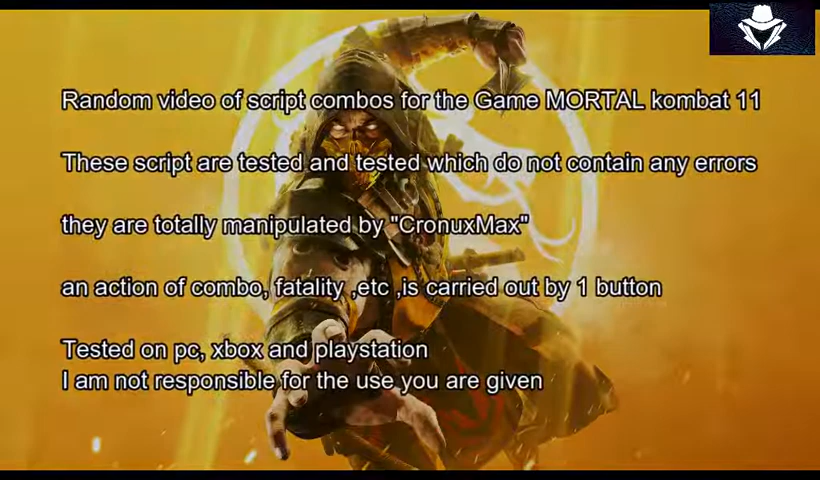 Random video of script combos for the Game MORTAL kombat 11
These script are tested and tested which do not contain any errors
they are totally manipulated by "CronuxMax"
an action of combo, fatality ,etc ,is carried out by 1 button
Tested on pc, xbox and playstation
I am not responsible for the use you are given